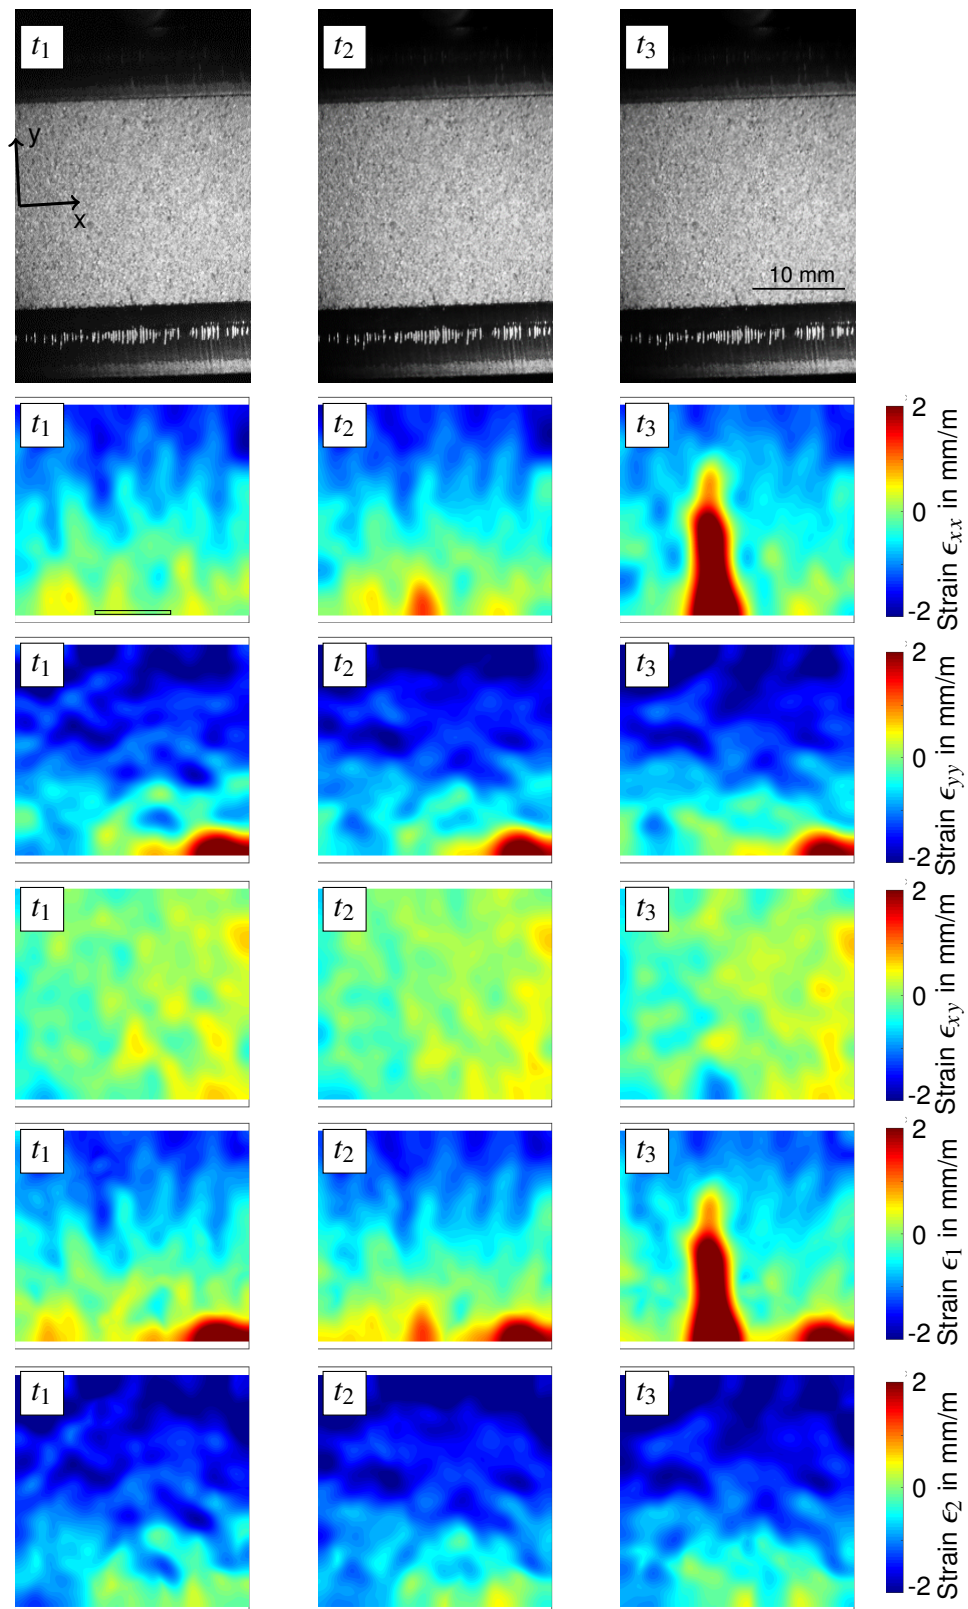 t1 t2 t3
y
x
10 mm
t1 t2 t3
2
0
-2
Strain ϵxx in mm/m
t1 t2 t3
2
0
-2
Strain ϵyy in mm/m
t1 t2 t3
2
0
-2
Strain ϵxy in mm/m
t1 t2 t3
2
0
-2
Strain ϵ1 in mm/m
t1 t2 t3
2
0
-2
Strain ϵ2 in mm/m